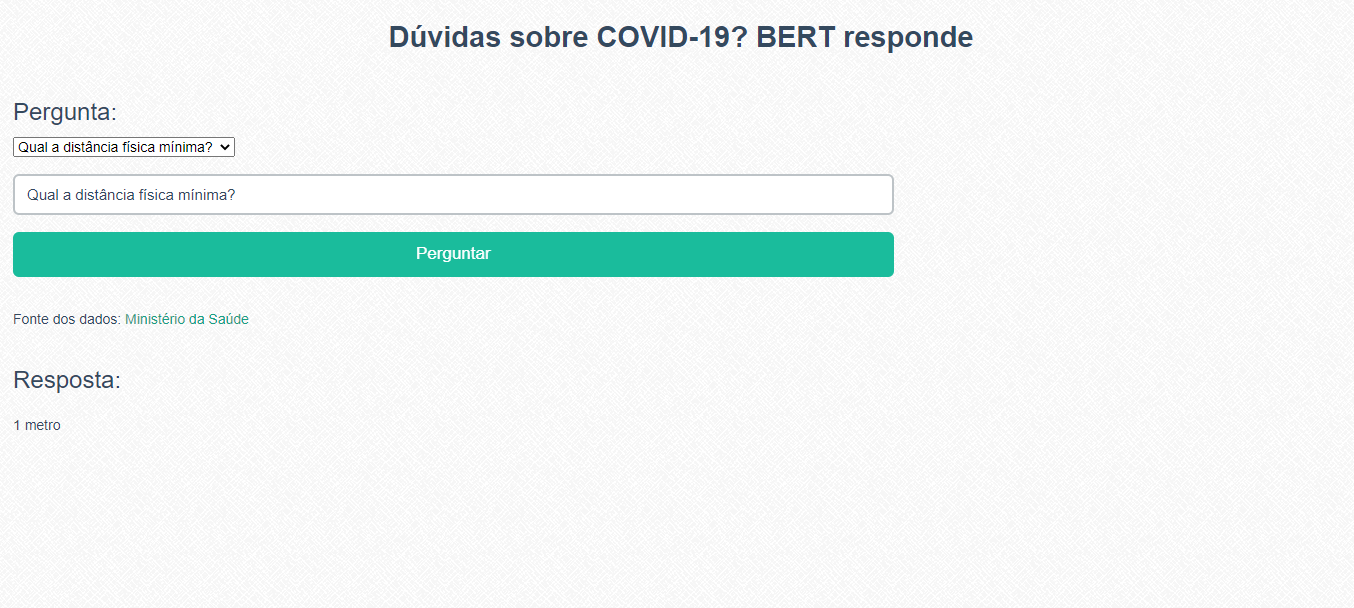 Dúvidas sobre COVID-19? BERT responde
Pergunta:
Qual a distância física mínima?
Qual a distância física mínima?
Perguntar
Fonte dos dados: Ministério da Saúde
Resposta:
1 metro